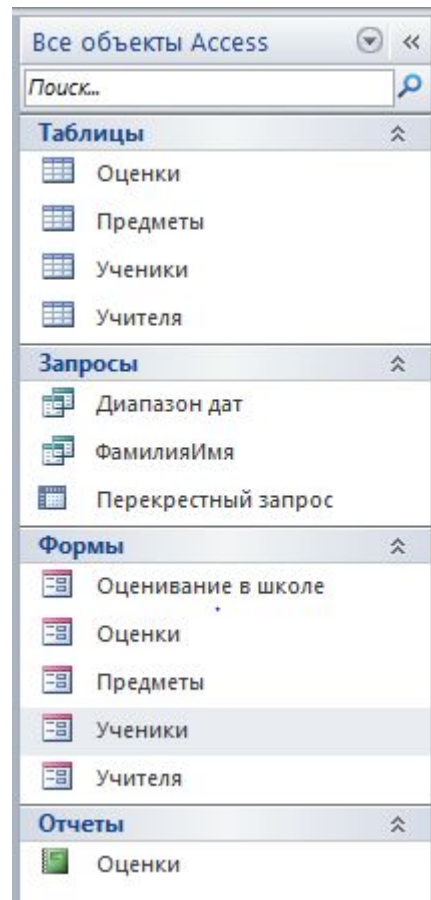 Все объекты Access
Поиск...
Таблицы
Оценки
Предметы
Ученики
Учителя
Запросы
Диапазон дат
ФамилияИмя
Перекрестный запрос
Формы
Оценивание в школе
Оценки
Предметы
Ученики
Учителя
Отчеты
Оценки